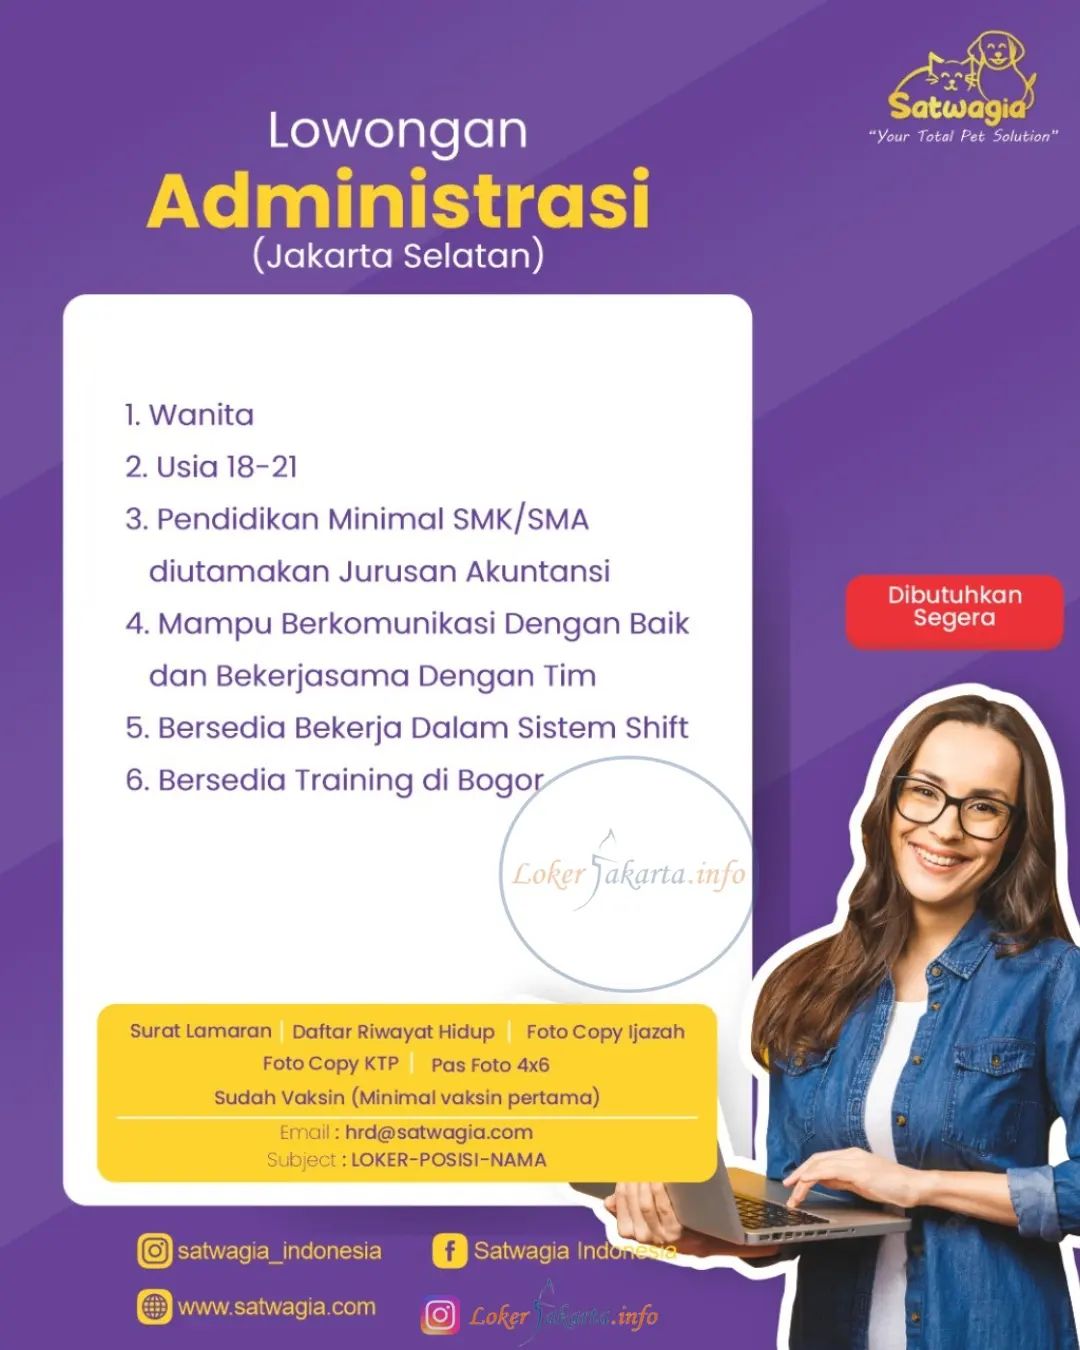 Satwagia
"Your Total Pet Solution"
Lowongan
Administrasi
(Jakarta Selatan)
1. Wanita
2. Usia 18-21
3. Pendidikan Minimal SMK/SMA
diutamakan Jurusan Akuntansi
4. Mampu Berkomunikasi Dengan Baik
dan Bekerjasama Dengan Tim
5. Bersedia Bekerja Dalam Sistem Shift
6. Bersedia Training di Bogor
Dibutuhkan
Segera
Loker Jakarta.info
Surat Lamaran | Daftar Riwayat Hidup | Foto Copy Ijazah
Foto Copy KTP | Pas Foto 4x6
Sudah Vaksin (Minimal vaksin pertama)
Email : hrd@satwagia.com
Subject : LOKER-POSISI-NAMA
satwagia_indonesia
Satwagia Indonesia
www.satwagia.com
Loker Jakarta.info